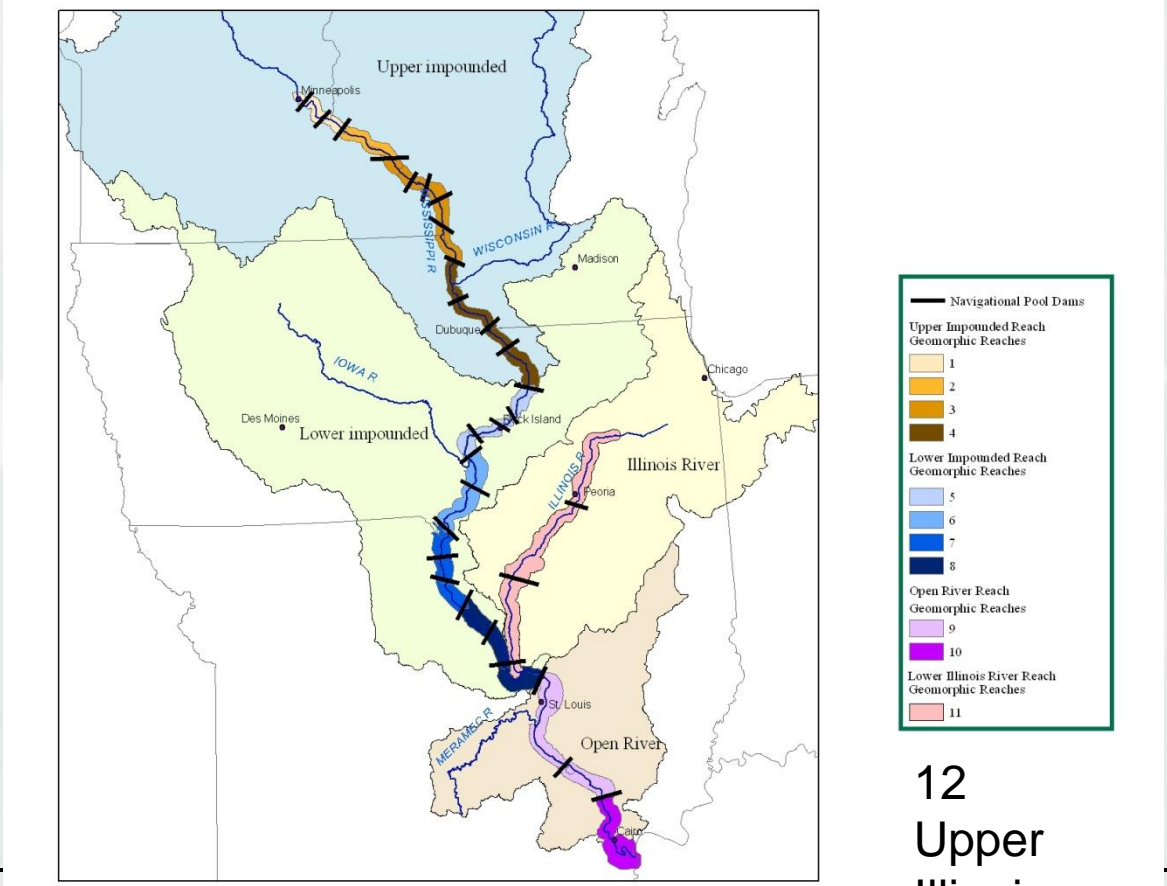 Upper impounded
Minneapolis
MISSISSIPPI R
WISCONSIN R
Madison
Dubuque
Chicago
IOWA R
Des Moines
Lower impounded
Rock Island
Illinois River
ILLINOIS R
Peoria
St. Louis
MERAMEC R
Open River
Cairo
Navigational Pool Dams
Upper Impounded Reach
Geomorphic Reaches
1
2
3
4
Lower Impounded Reach
Geomorphic Reaches
5
6
7
8
Open River Reach
Geomorphic Reaches
9
10
Lower Illinois River Reach
Geomorphic Reaches
11
12
Upper